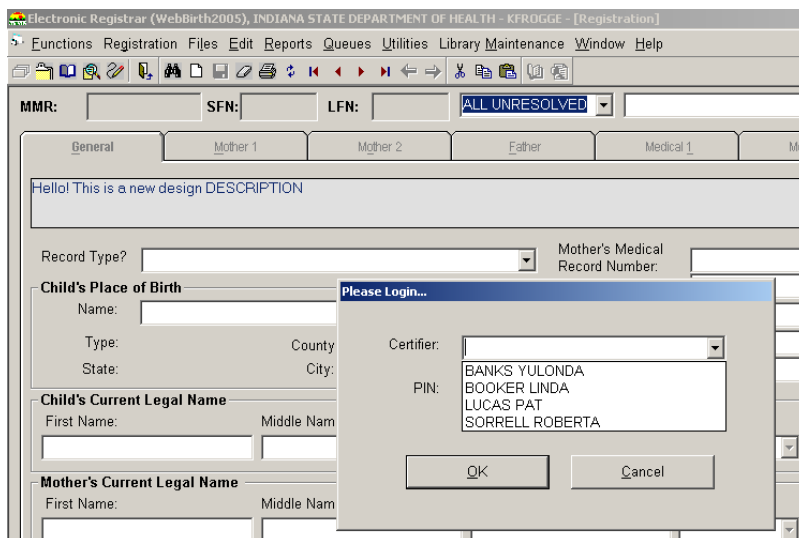 Electronic Registrar (WebBirth2005), INDIANA STATE DEPARTMENT OF HEALTH - KFROGGE - [Registration]
Functions Registration Files Edit Reports Queues Utilities Library Maintenance Window Help
MMR: SFN: LFN: ALL UNRESOLVED
General Mother 1 Mother 2 Father Medical 1 M
Hello! This is a new design DESCRIPTION
Record Type? Mother's Medical
Record Number:
Child's Place of Birth
Name:
Type: County
State: City:
Child's Current Legal Name
First Name: Middle Nam
Mother's Current Legal Name
First Name: Middle Nam
Please Login...
Certifier:
BANKS YULONDA
PIN: BOOKER LINDA
LUCAS PAT
SORRELL ROBERTA
OK Cancel